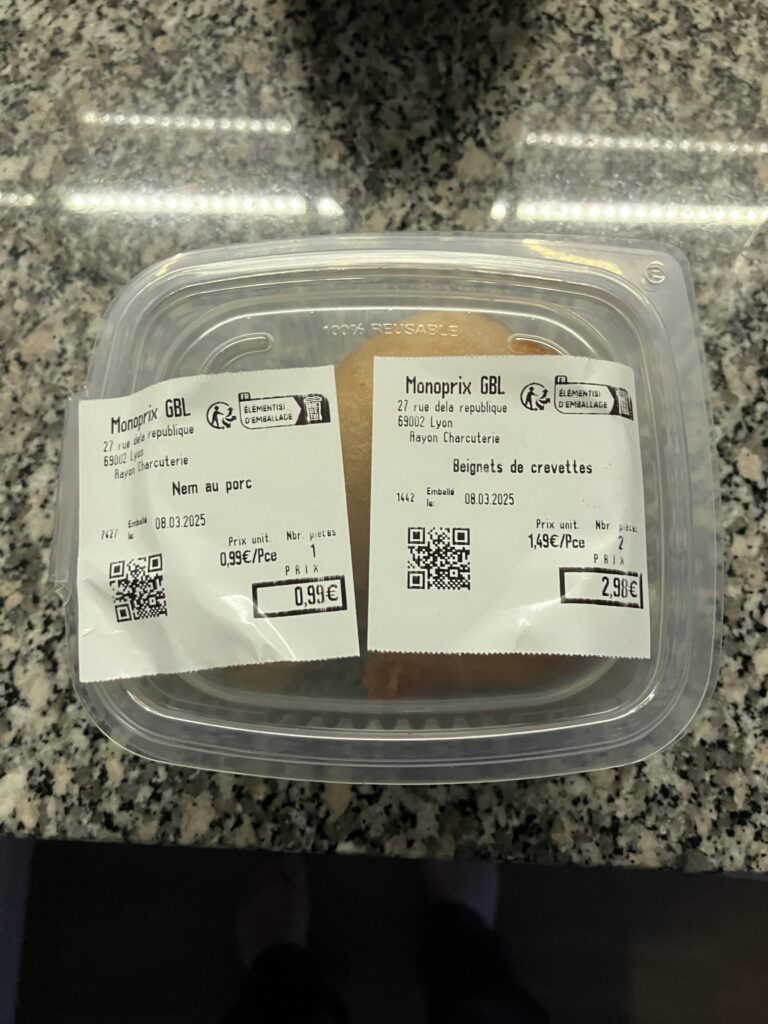 100% REUSABLE
Monoprix GBL
27 rue dela republique
69002 Lyon
Rayon Charcuterie
FR
ÉLÉMENT(S)
D'EMBALLAGE
Nem au porc
7427 Emballé le: 08.03.2025
Prix unit. Nbr. pièces
0,99€/Pce 1
PRIX
0,99€
Monoprix GBL
27 rue dela republique
69002 Lyon
Rayon Charcuterie
FR
ÉLÉMENT(S)
D'EMBALLAGE
Beignets de crevettes
1442 Emballé le: 08.03.2025
Prix unit. Nbr. pièces
1,49€/Pce 2
PRIX
2,98€